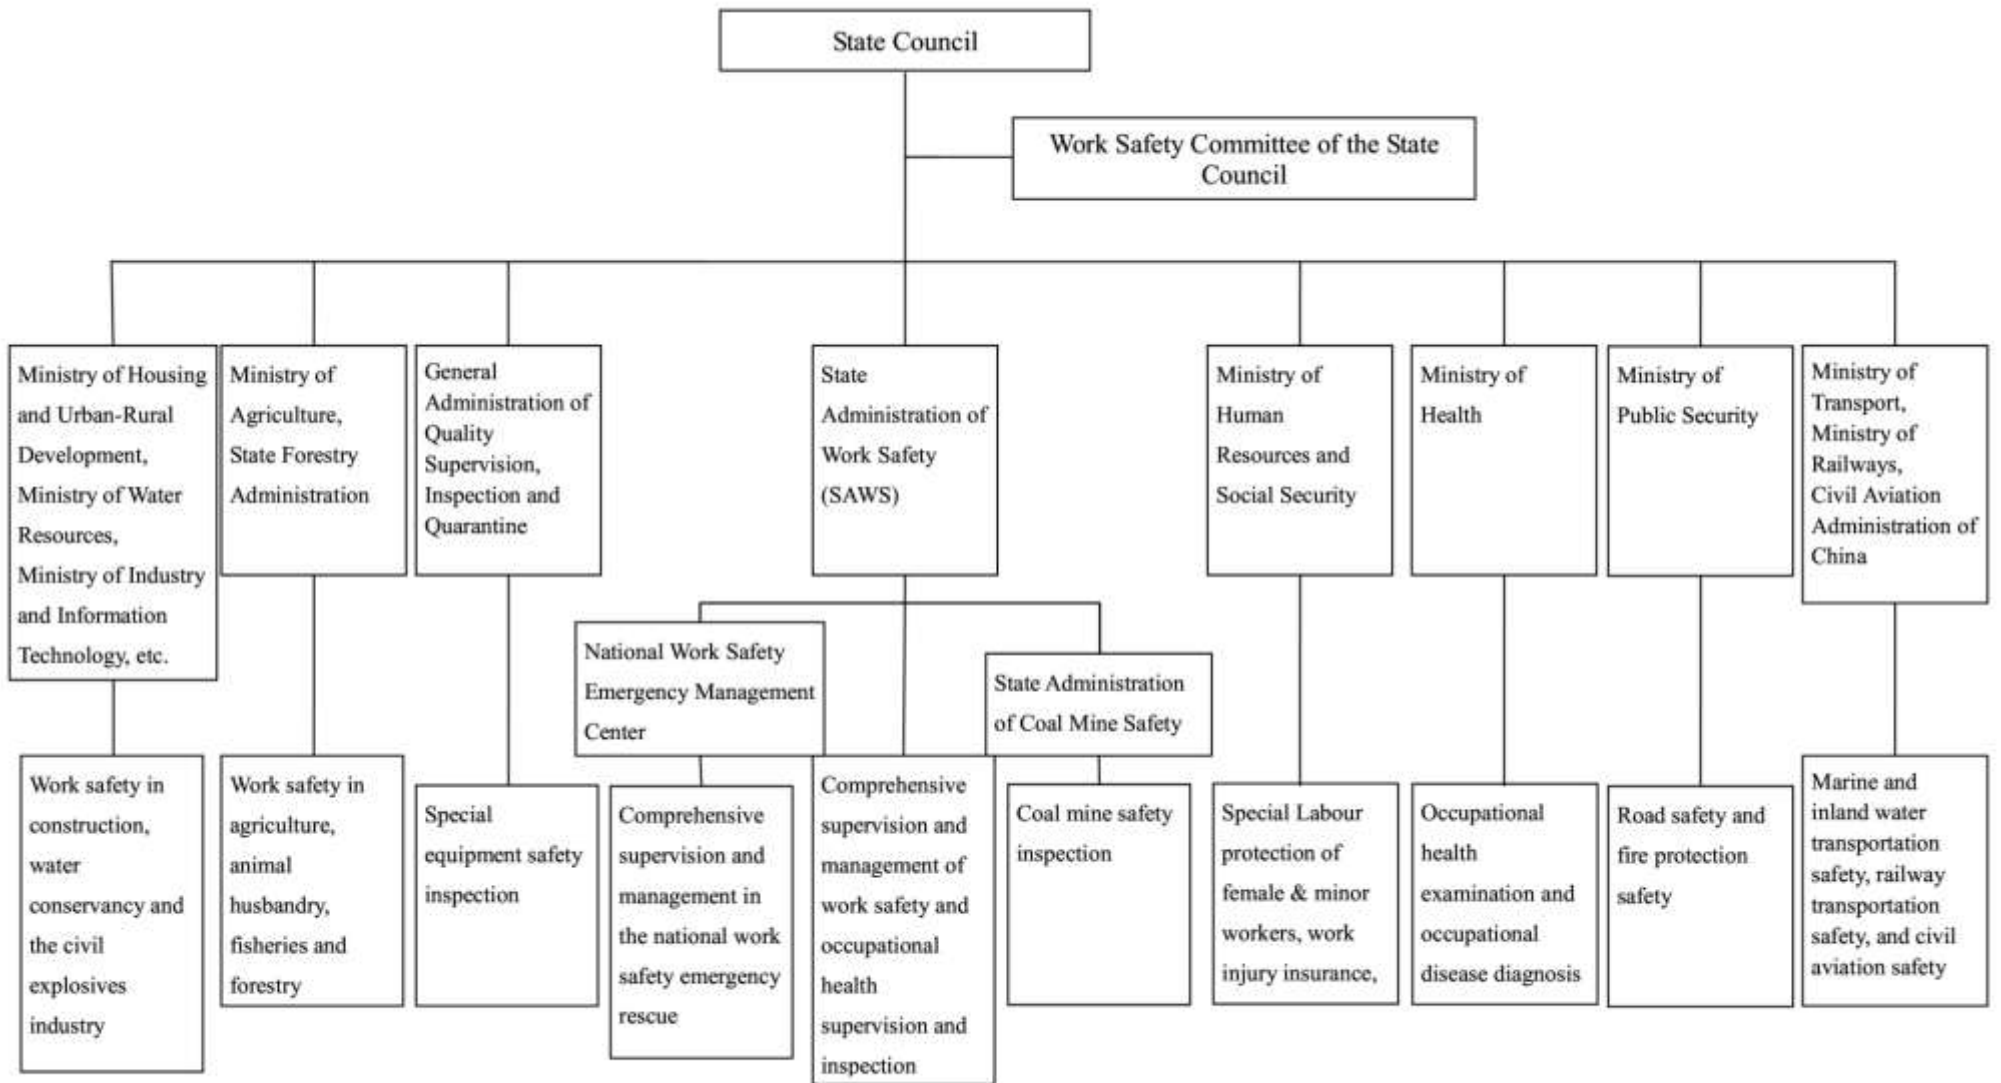 State Council
Work Safety Committee of the State
Council
Ministry of Housing
and Urban-Rural
Development,
Ministry of Water
Resources,
Ministry of Industry
and Information
Technology, etc.
Ministry of
Agriculture,
State Forestry
Administration
General
Administration of
Quality
Supervision,
Inspection and
Quarantine
State
Administration of
Work Safety
(SAWS)
Ministry of
Human
Resources and
Social Security
Ministry of
Health
Ministry of
Public Security
Ministry of
Transport,
Ministry of
Railways,
Civil Aviation
Administration of
China
National Work Safety
Emergency Management
Center
State Administration
of Coal Mine Safety
Work safety in
construction,
water
conservancy and
the civil
explosives
industry
Work safety in
agriculture,
animal
husbandry,
fisheries and
forestry
Special
equipment safety
inspection
Comprehensive
supervision and
management in
the national work
safety emergency
rescue
Comprehensive
supervision and
management of
work safety and
occupational
health
supervision and
inspection
Coal mine safety
inspection
Special Labour
protection of
female & minor
workers, work
injury insurance,
Occupational
health
examination and
occupational
disease diagnosis
Road safety and
fire protection
safety
Marine and
inland water
transportation
safety, railway
transportation
safety, and civil
aviation safety